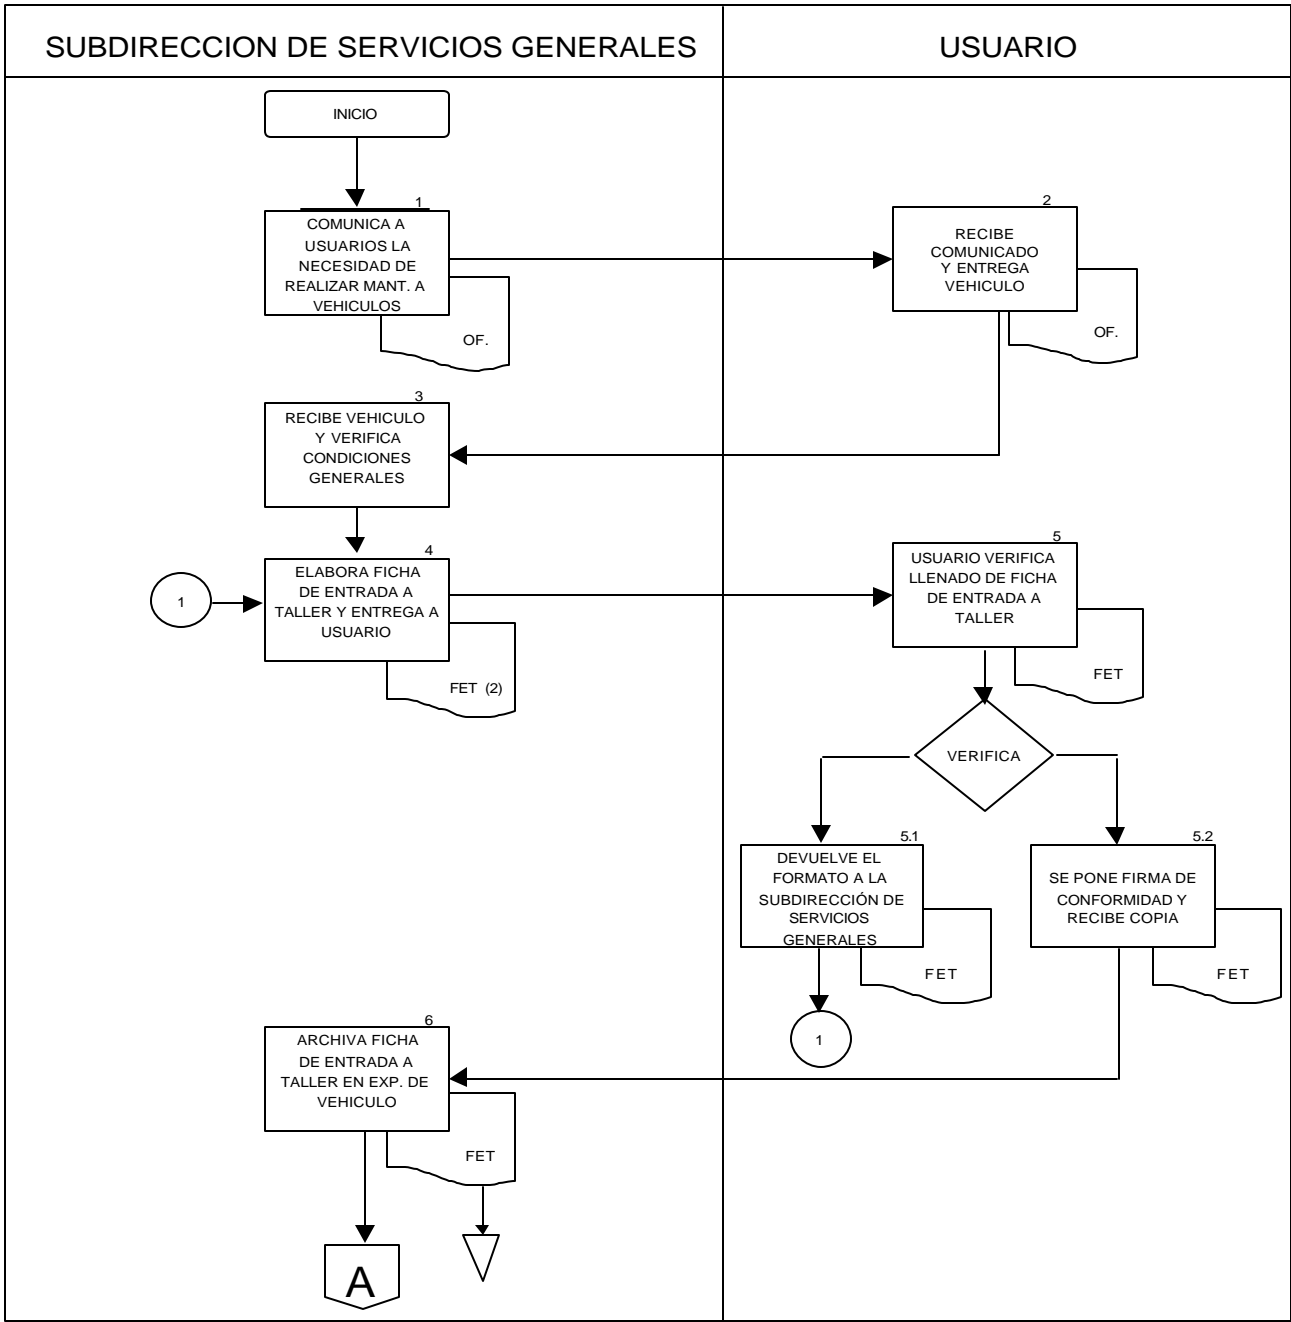 SUBDIRECCION DE SERVICIOS GENERALES
USUARIO
INICIO
1
COMUNICA A
USUARIOS LA
NECESIDAD DE
REALIZAR MANT. A
VEHICULOS
OF.
2
RECIBE
COMUNICADO
Y ENTREGA
VEHICULO
OF.
3
RECIBE VEHICULO
Y VERIFICA
CONDICIONES
GENERALES
4
ELABORA FICHA
DE ENTRADA A
TALLER Y ENTREGA A
USUARIO
1
FET (2)
5
USUARIO VERIFICA
LLENADO DE FICHA
DE ENTRADA A
TALLER
FET
VERIFICA
5.1
DEVUELVE EL
FORMATO A LA
SUBDIRECCIÓN DE
SERVICIOS
GENERALES
FET
1
5.2
SE PONE FIRMA DE
CONFORMIDAD Y
RECIBE COPIA
FET
6
ARCHIVA FICHA
DE ENTRADA A
TALLER EN EXP. DE
VEHICULO
FET
A